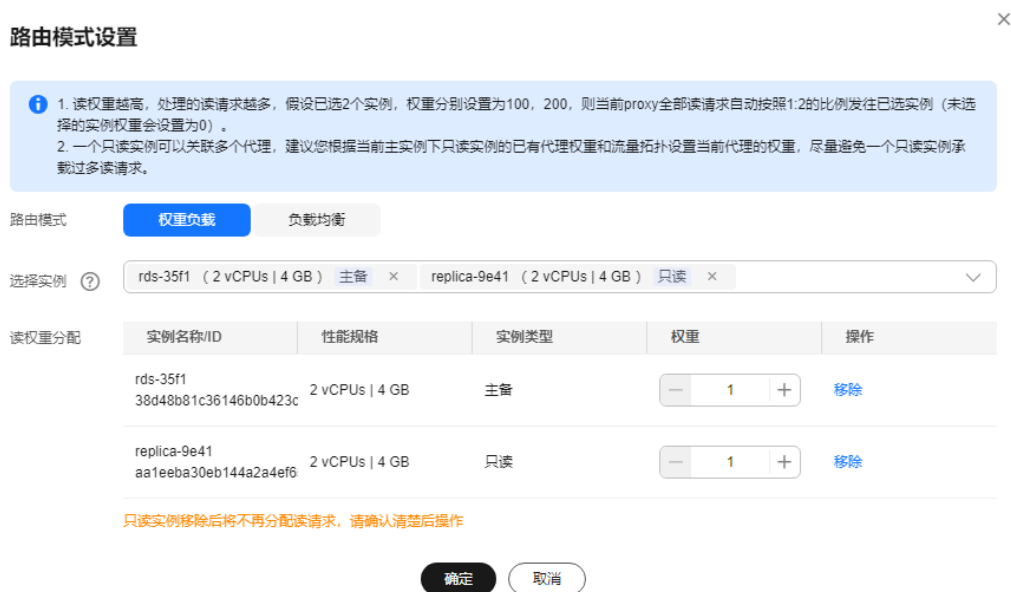 路由模式设置
1. 读权重越高，处理的读请求越多，假设已选2个实例，权重分别设置为100，200，则当前proxy全部读请求自动按照1:2的比例发往已选实例（未选
择的实例权重会设置为0）。
2. 一个只读实例可以关联多个代理，建议您根据当前主实例下只读实例的已有代理权重和流量拓扑设置当前代理的权重，尽量避免一个只读实例承
载过多读请求。
路由模式 权重负载 负载均衡
选择实例 ? rds-35f1 （ 2 vCPUs | 4 GB ） 主备 × replica-9e41 （ 2 vCPUs | 4 GB ） 只读 ×
读权重分配 实例名称/ID 性能规格 实例类型 权重 操作
rds-35f1
38d48b81c36146b0b423c 2 vCPUs | 4 GB 主备 1 移除
replica-9e41
aa1eeba30eb144a2a4ef6 2 vCPUs | 4 GB 只读 1 移除
只读实例移除后将不再分配读请求，请确认清楚后操作
确定 取消